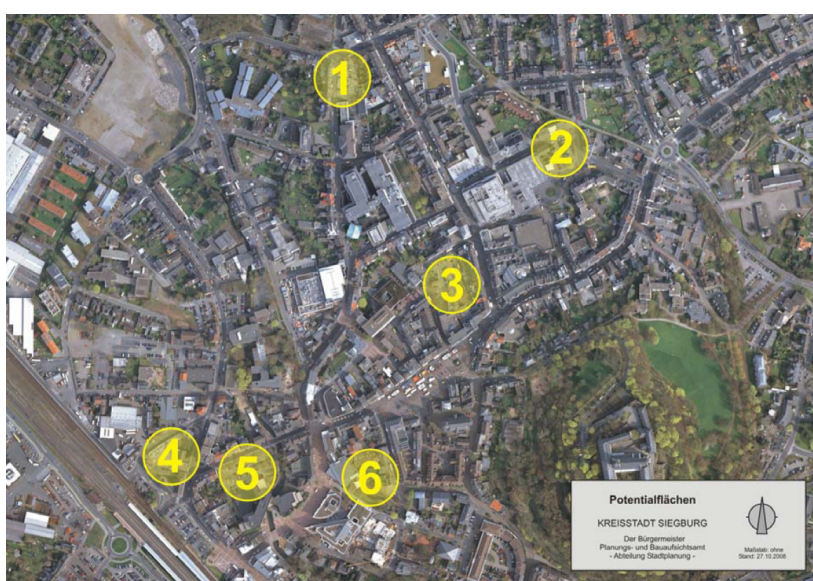 1
2
3
4
5
6
Potentialflächen
KREISSTADT SIEGBURG
Der Bürgermeister
Planungs- und Bauaufsichtsamt
- Abteilung Stadtplanung -
Maßstab: ohne
Stand: 27.10.2008